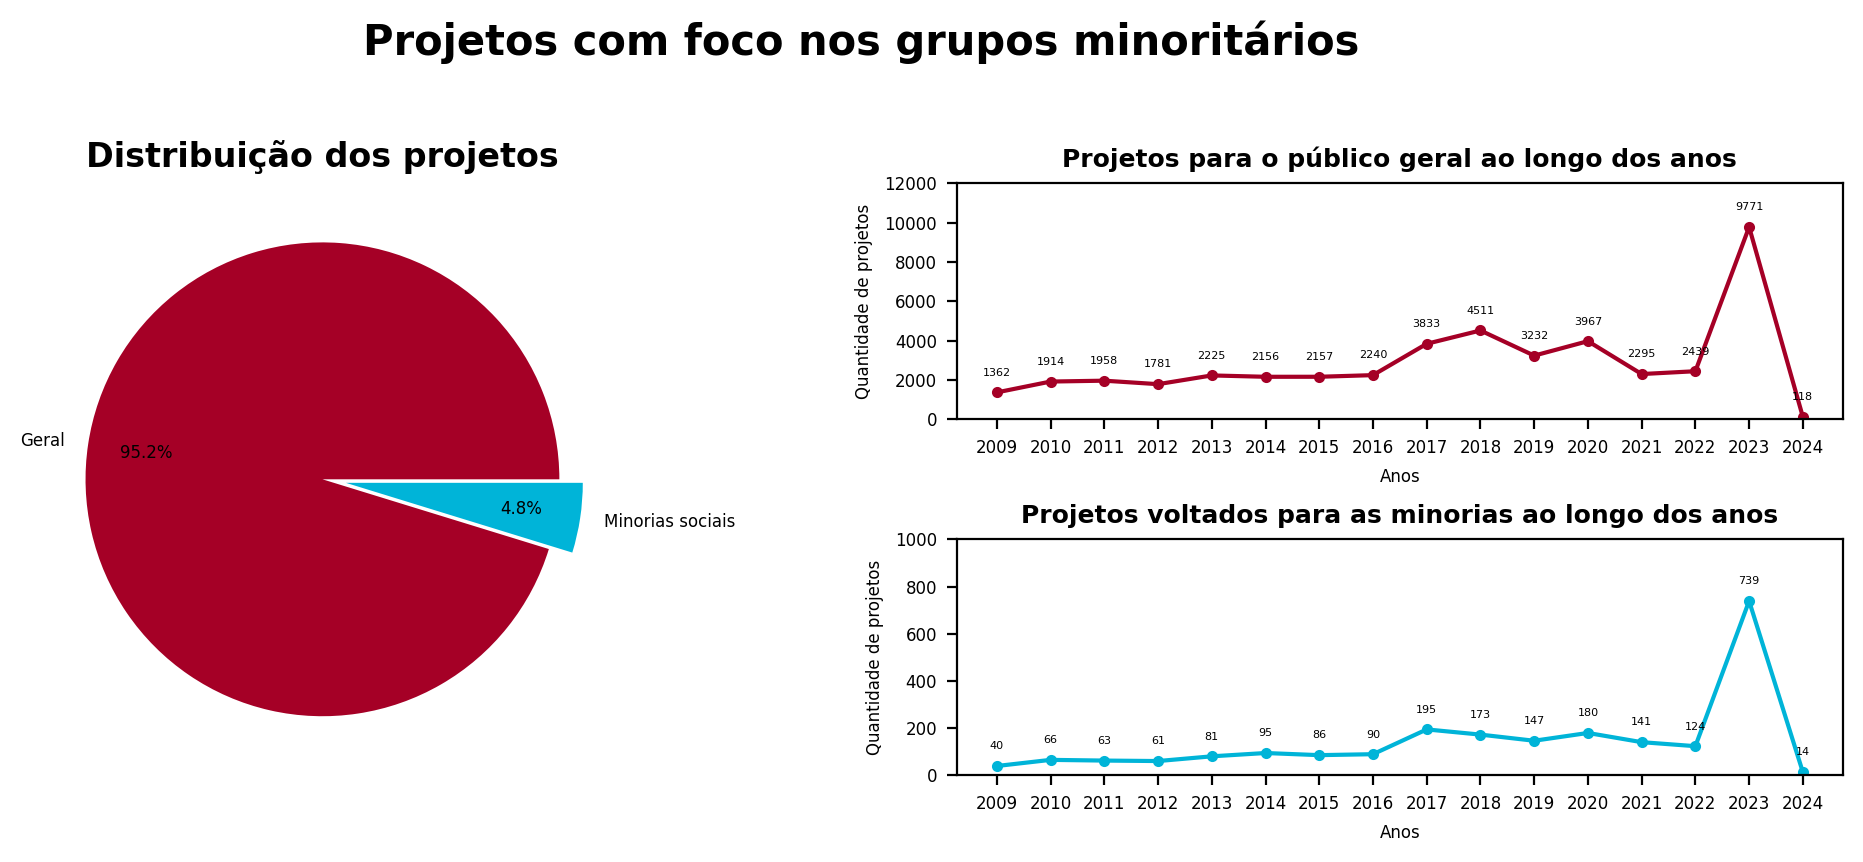 Projetos com foco nos grupos minoritários
Distribuição dos projetos
Geral
95.2%
4.8%
Minorias sociais
Projetos para o público geral ao longo dos anos
Quantidade de projetos
12000
10000
8000
6000
4000
2000
0
1362 1914 1958 1781 2225 2156 2157 2240 3833 4511 3232 3967 2295 2439 9771 118
2009 2010 2011 2012 2013 2014 2015 2016 2017 2018 2019 2020 2021 2022 2023 2024
Anos
Projetos voltados para as minorias ao longo dos anos
Quantidade de projetos
1000
800
600
400
200
0
40 66 63 61 81 95 86 90 195 173 147 180 141 124 739 14
2009 2010 2011 2012 2013 2014 2015 2016 2017 2018 2019 2020 2021 2022 2023 2024
Anos